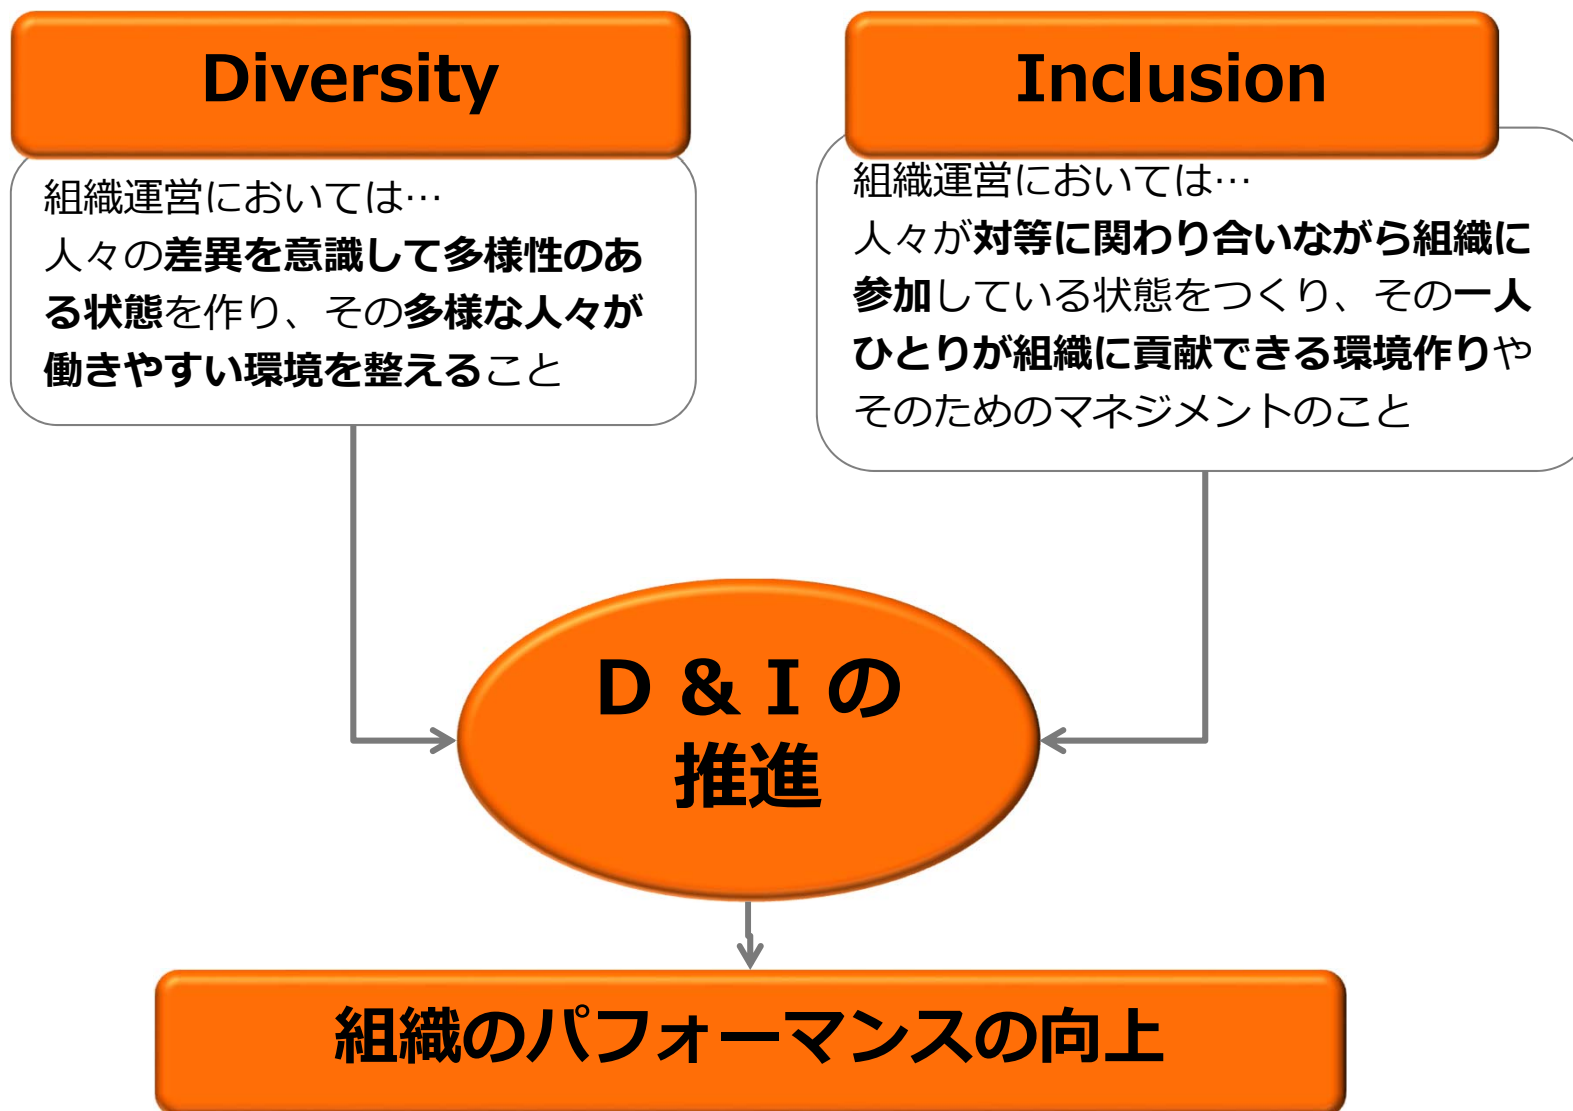 Diversity
組織運営においては…
人々の差異を意識して多様性のあ
る状態を作り、その多様な人々が
働きやすい環境を整えること
Inclusion
組織運営においては…
人々が対等に関わり合いながら組織に
参加している状態をつくり、その一人
ひとりが組織に貢献できる環境作りや
そのためのマネジメントのこと
D & I の
推進
組織のパフォーマンスの向上